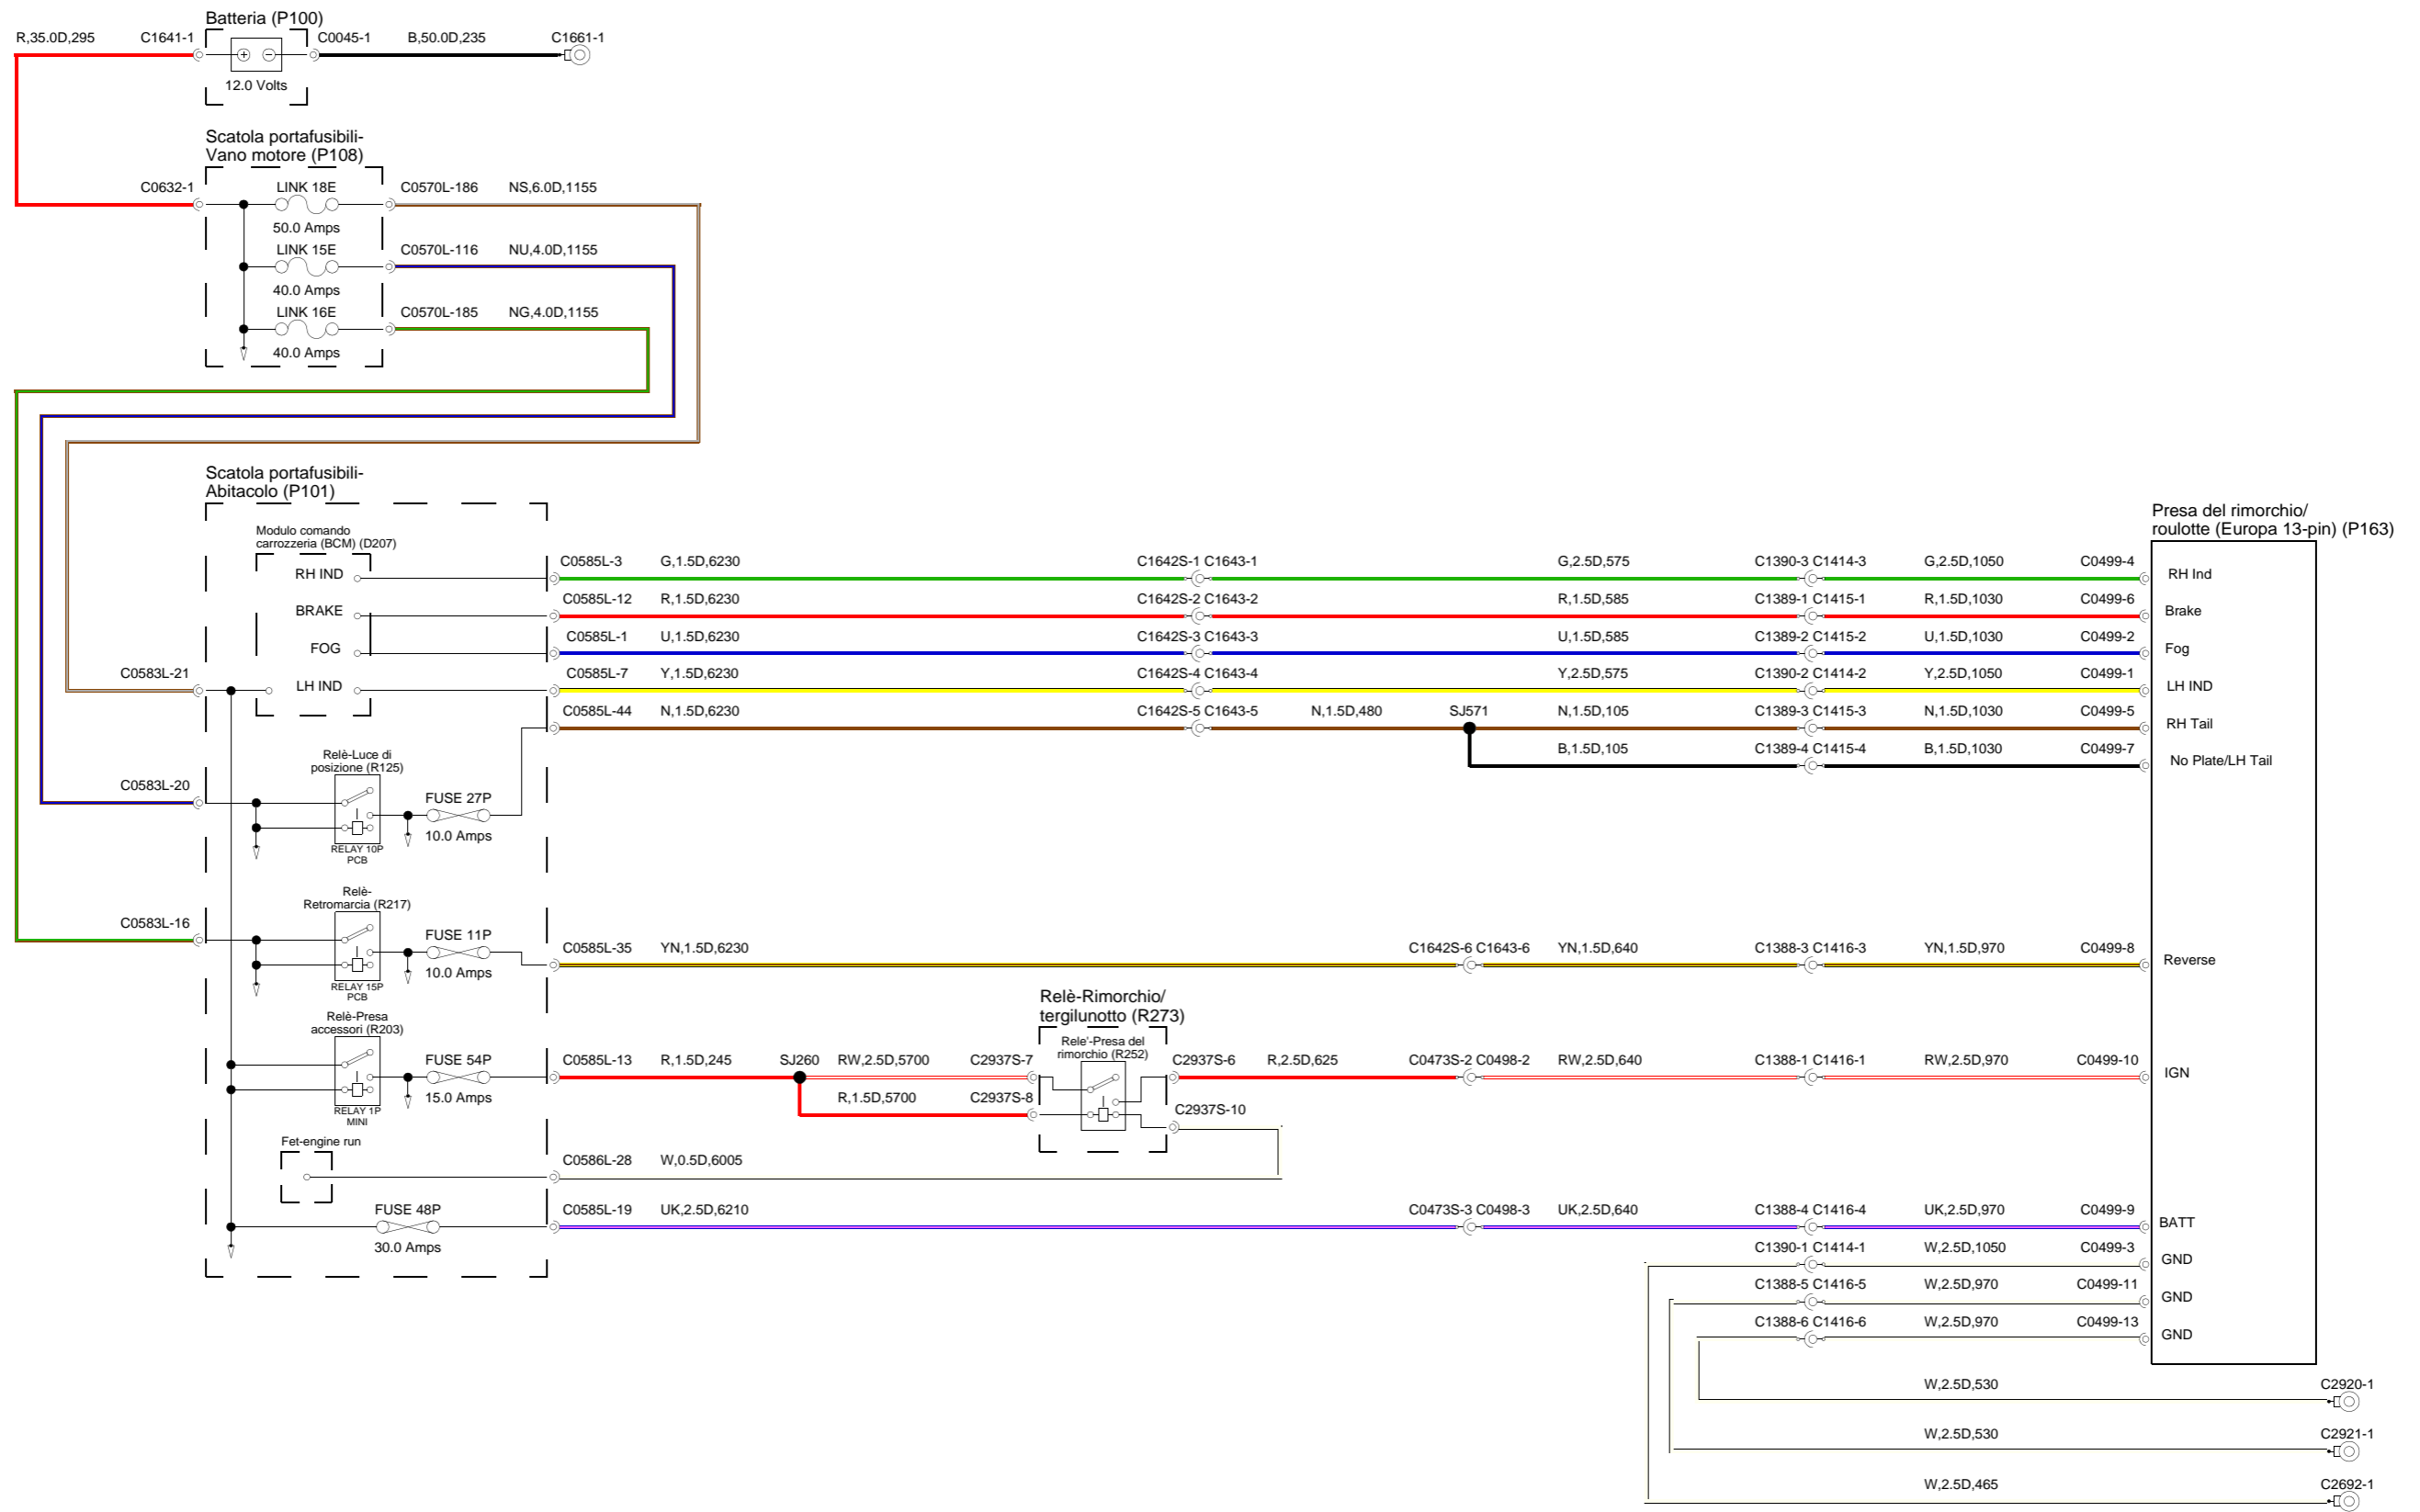 Batteria (P100)
R,35.0D,295 C1641-1 C0045-1 B,50.0D,235 C1661-1
12.0 Volts
Scatola portafusibili-
Vano motore (P108)
C0632-1 LINK 18E C0570L-186 NS,6.0D,1155
50.0 Amps
LINK 15E C0570L-116 NU,4.0D,1155
40.0 Amps
LINK 16E C0570L-185 NG,4.0D,1155
40.0 Amps
Scatola portafusibili-
Abitacolo (P101)
Presa del rimorchio/
roulotte (Europa 13-pin) (P163)
Modulo comando
carrozzeria (BCM) (D207)
RH IND C0585L-3 G,1.5D,6230 C1642S-1 C1643-1 G,2.5D,575 C1390-3 C1414-3 G,2.5D,1050 C0499-4 RH Ind
BRAKE C0585L-12 R,1.5D,6230 C1642S-2 C1643-2 R,1.5D,585 C1389-1 C1415-1 R,1.5D,1030 C0499-6 Brake
FOG C0585L-1 U,1.5D,6230 C1642S-3 C1643-3 U,1.5D,585 C1389-2 C1415-2 U,1.5D,1030 C0499-2 Fog
C0583L-21 LH IND C0585L-7 Y,1.5D,6230 C1642S-4 C1643-4 Y,2.5D,575 C1390-2 C1414-2 Y,2.5D,1050 C0499-1 LH IND
C0585L-44 N,1.5D,6230 C1642S-5 C1643-5 N,1.5D,480 SJ571 N,1.5D,105 C1389-3 C1415-3 N,1.5D,1030 C0499-5 RH Tail
B,1.5D,105 C1389-4 C1415-4 B,1.5D,1030 C0499-7 No Plate/LH Tail
Relè-Luce di
posizione (R125)
C0583L-20 FUSE 27P
10.0 Amps
RELAY 10P
PCB
Relè-
Retromarcia (R217)
C0583L-16 FUSE 11P
10.0 Amps
C0585L-35 YN,1.5D,6230 C1642S-6 C1643-6 YN,1.5D,640 C1388-3 C1416-3 YN,1.5D,970 C0499-8 Reverse
RELAY 15P
PCB
Relè-Rimorchio/
tergilunotto (R273)
Relè-Presa
accessori (R203)
Rele'-Presa del
rimorchio (R252)
FUSE 54P C0585L-13 R,1.5D,245 SJ260 RW,2.5D,5700 C2937S-7 C2937S-6 R,2.5D,625 C0473S-2 C0498-2 RW,2.5D,640 C1388-1 C1416-1 RW,2.5D,970 C0499-10 IGN
15.0 Amps R,1.5D,5700 C2937S-8 C2937S-10
RELAY 1P
MINI
Fet-engine run
C0586L-28 W,0.5D,6005
FUSE 48P C0585L-19 UK,2.5D,6210 C0473S-3 C0498-3 UK,2.5D,640 C1388-4 C1416-4 UK,2.5D,970 C0499-9 BATT
30.0 Amps
C1390-1 C1414-1 W,2.5D,1050 C0499-3 GND
C1388-5 C1416-5 W,2.5D,970 C0499-11 GND
C1388-6 C1416-6 W,2.5D,970 C0499-13 GND
W,2.5D,530 C2920-1
W,2.5D,530 C2921-1
W,2.5D,465 C2692-1